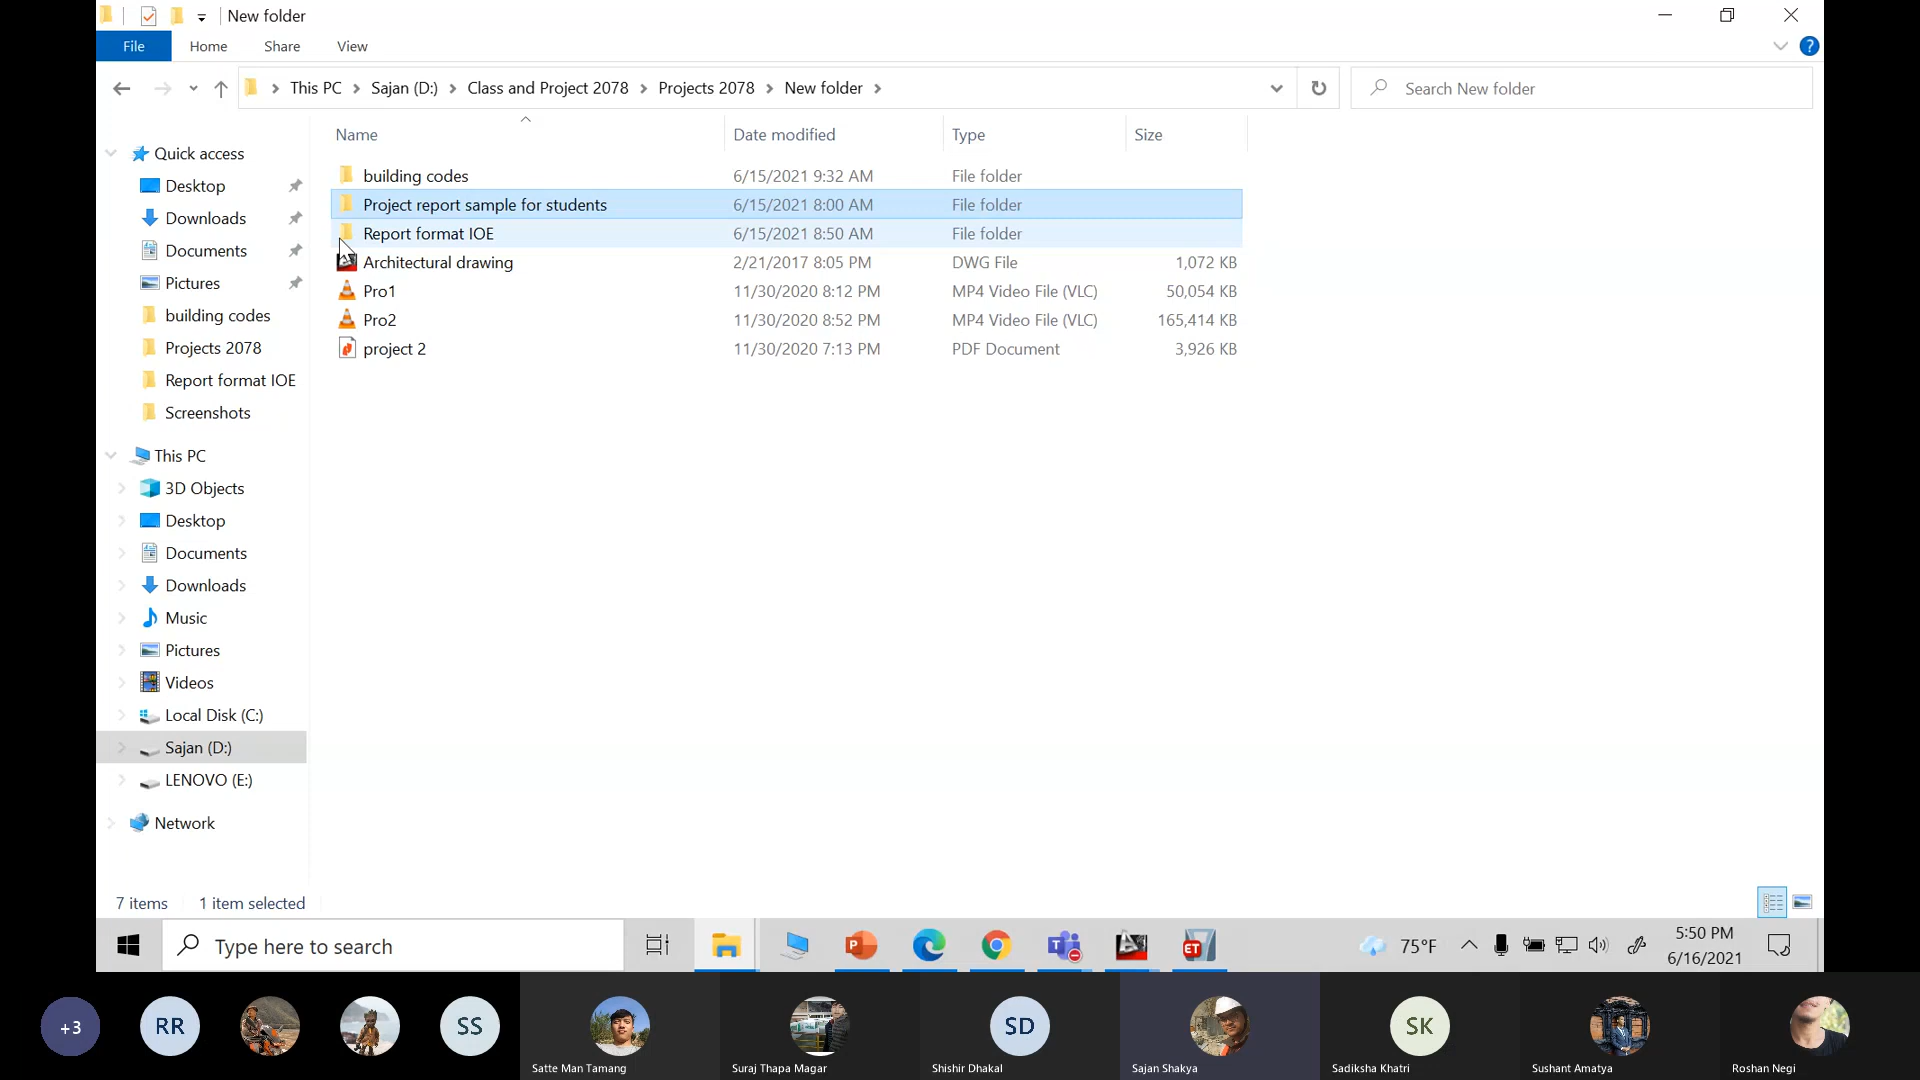 New folder
File Home Share View
This PC Sajan (D:) Class and Project 2078 Projects 2078 New folder
Search New folder
Name Date modified Type Size
Quick access
Desktop
Downloads
Documents
Pictures
building codes
Projects 2078
Report format IOE
Screenshots
This PC
3D Objects
Desktop
Documents
Downloads
Music
Pictures
Videos
Local Disk (C:)
Sajan (D:)
LENOVO (E:)
Network
building codes 6/15/2021 9:32 AM File folder
Project report sample for students 6/15/2021 8:00 AM File folder
Report format IOE 6/15/2021 8:50 AM File folder
Architectural drawing 2/21/2017 8:05 PM DWG File 1,072 KB
Pro1 11/30/2020 8:12 PM MP4 Video File (VLC) 50,054 KB
Pro2 11/30/2020 8:52 PM MP4 Video File (VLC) 165,414 KB
project 2 11/30/2020 7:13 PM PDF Document 3,926 KB
7 items 1 item selected
Type here to search
P
T
ET
75°F
5:50 PM
6/16/2021
+3
RR
SS
SD
SK
Satte Man Tamang
Suraj Thapa Magar
Shishir Dhakal
Sajan Shakya
Sadiksha Khatri
Sushant Amatya
Roshan Negi